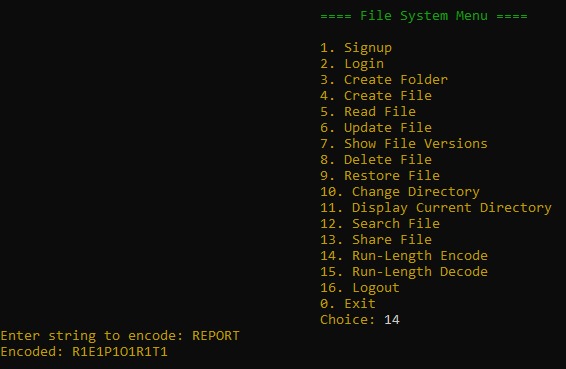 ==== File System Menu ====
1. Signup
2. Login
3. Create Folder
4. Create File
5. Read File
6. Update File
7. Show File Versions
8. Delete File
9. Restore File
10. Change Directory
11. Display Current Directory
12. Search File
13. Share File
14. Run-Length Encode
15. Run-Length Decode
16. Logout
0. Exit
Choice: 14
Enter string to encode: REPORT
Encoded: R1E1P1O1R1T1